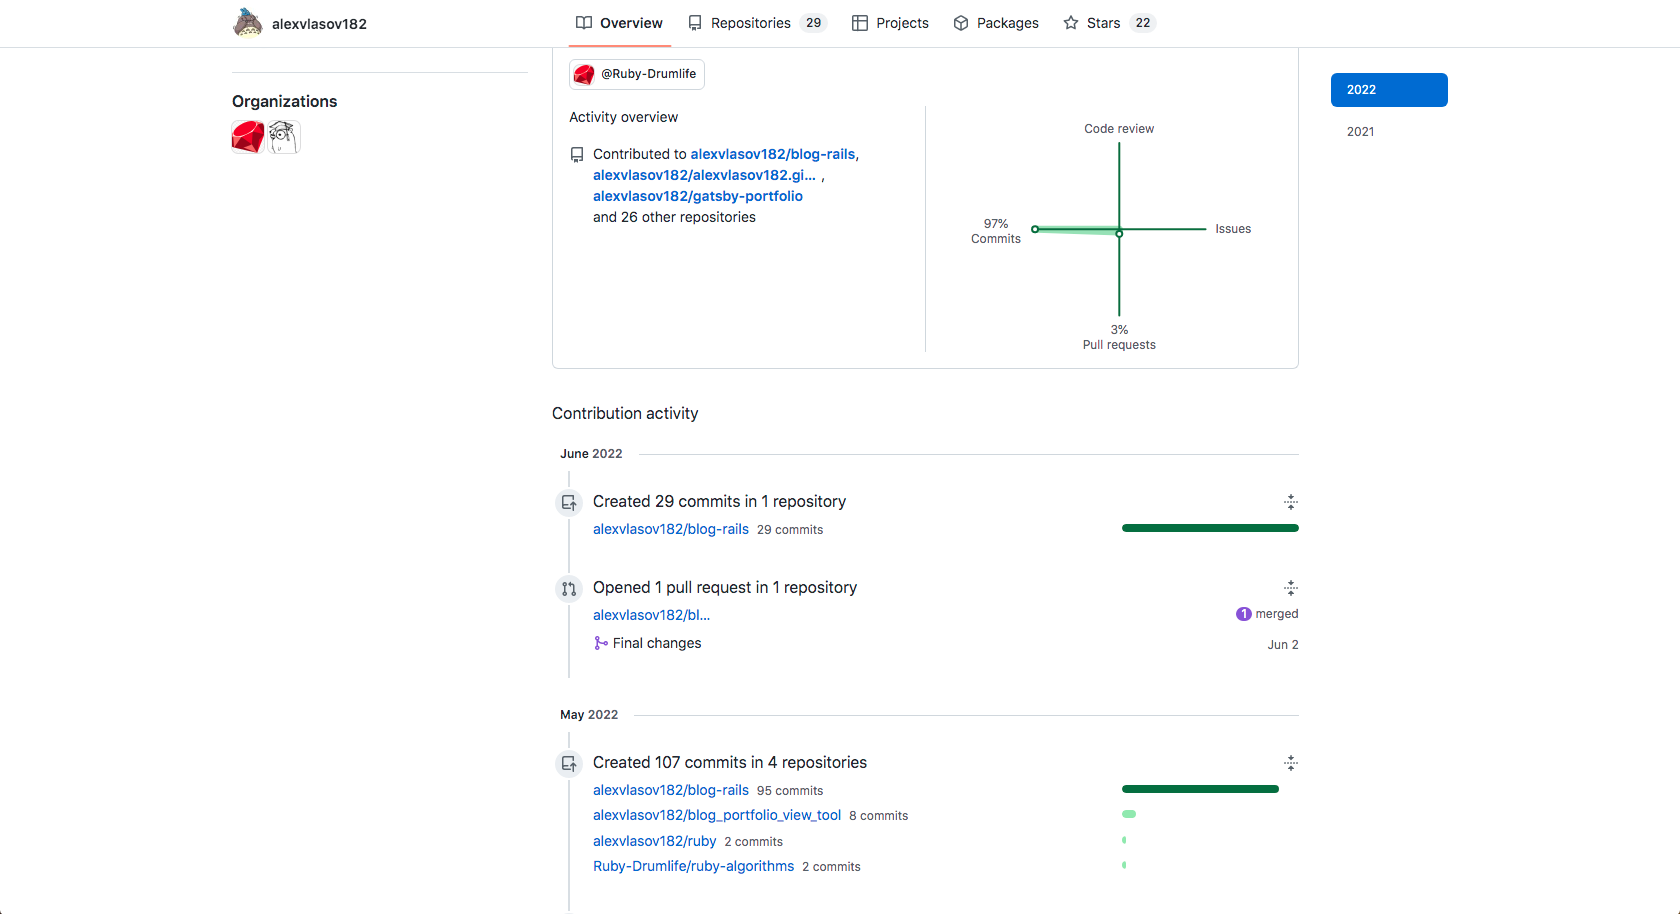 alexvlasov182
Overview
Repositories 29
Projects
Packages
Stars 22
Organizations
@Ruby-Drumlife
Activity overview
Contributed to alexvlasov182/blog-rails,
alexvlasov182/alexvlasov182.gi... ,
alexvlasov182/gatsby-portfolio
and 26 other repositories
Code review
97%
Commits
Issues
3%
Pull requests
2022
2021
Contribution activity
June 2022
Created 29 commits in 1 repository
alexvlasov182/blog-rails 29 commits
Opened 1 pull request in 1 repository
alexvlasov182/bl...
1 merged
Final changes
Jun 2
May 2022
Created 107 commits in 4 repositories
alexvlasov182/blog-rails 95 commits
alexvlasov182/blog_portfolio_view_tool 8 commits
alexvlasov182/ruby 2 commits
Ruby-Drumlife/ruby-algorithms 2 commits